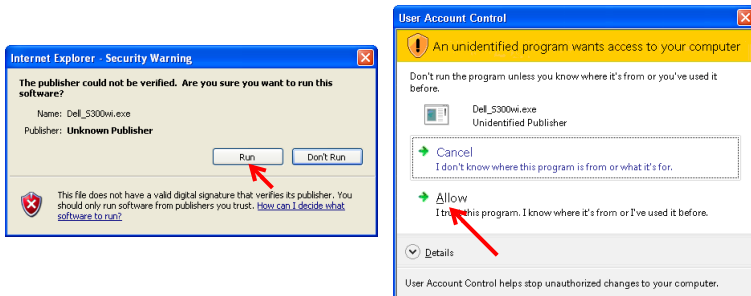 Internet Explorer - Security Warning
The publisher could not be verified. Are you sure you want to run this
software?
Name: Dell_S300wi.exe
Publisher: Unknown Publisher
Run
Don't Run
This file does not have a valid digital signature that verifies its publisher. You
should only run software from publishers you trust. How can I decide what
software to run?
User Account Control
An unidentified program wants access to your computer
Don't run the program unless you know where it's from or you've used it
before.
Dell_S300wi.exe
Unidentified Publisher
Cancel
I don't know where this program is from or what it's for.
Allow
I trust this program. I know where it's from or I've used it before.
Details
User Account Control helps stop unauthorized changes to your computer.